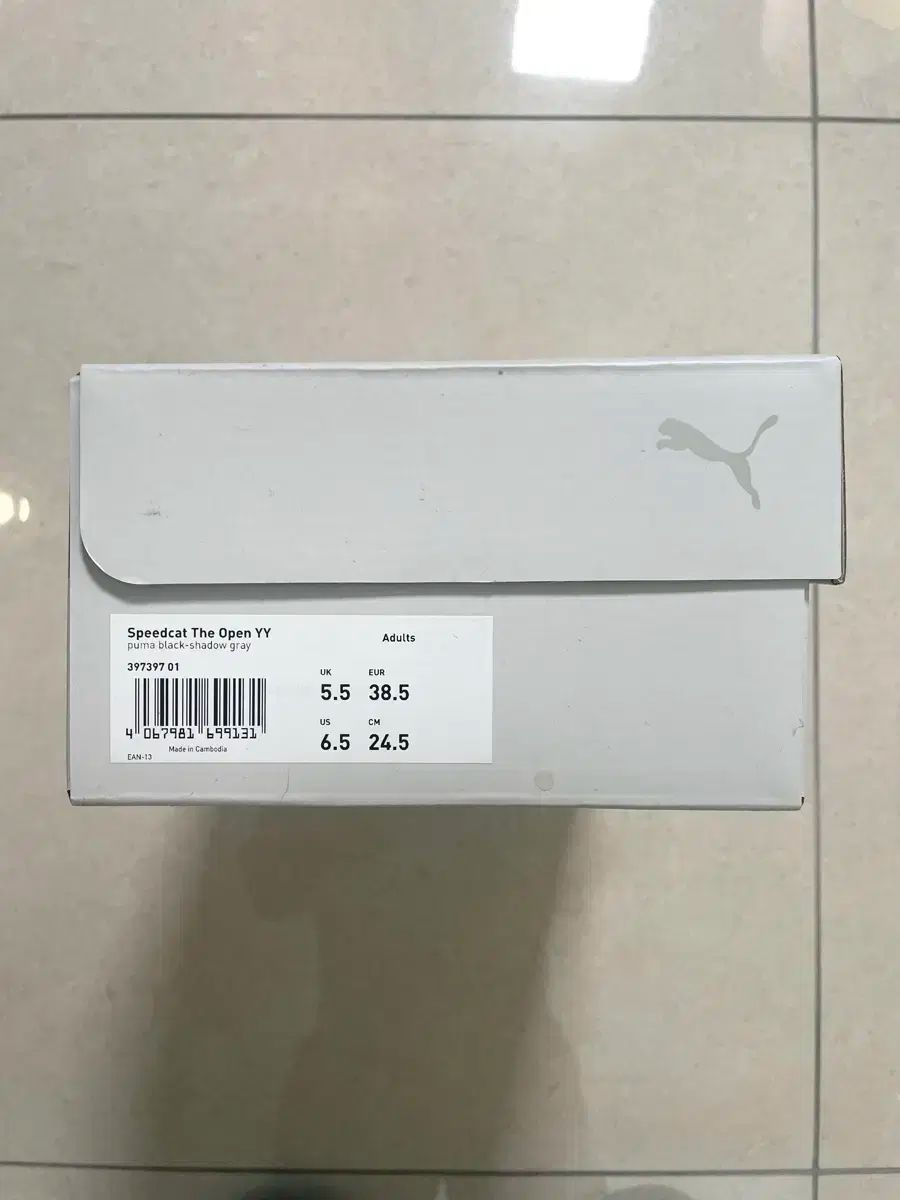 Speedcat The Open YY
puma black-shadow gray
Adults
397397 01
UK EUR
5.5 38.5
US CM
6.5 24.5
4 067981 699131
Made in Cambodia
EAN-13